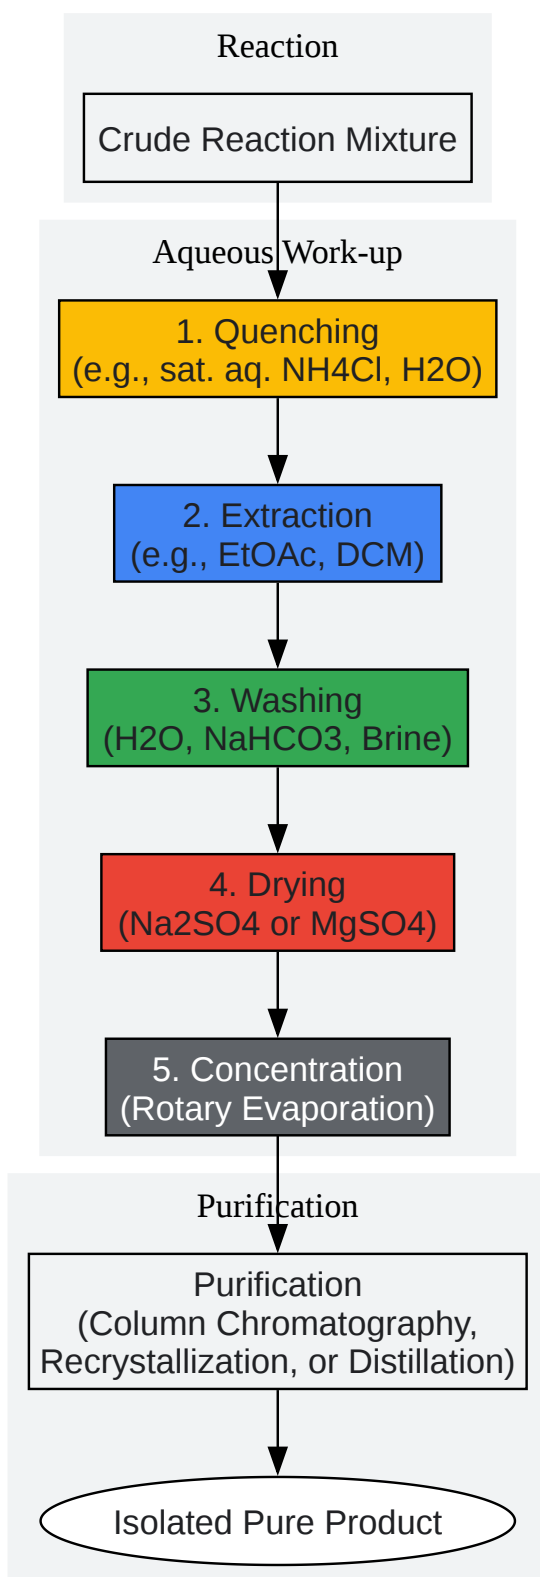 Reaction
Crude Reaction Mixture
Aqueous Work-up
1. Quenching
(e.g., sat. aq. NH4Cl, H2O)
2. Extraction
(e.g., EtOAc, DCM)
3. Washing
(H2O, NaHCO3, Brine)
4. Drying
(Na2SO4 or MgSO4)
5. Concentration
(Rotary Evaporation)
Purification
Purification
(Column Chromatography,
Recrystallization, or Distillation)
Isolated Pure Product